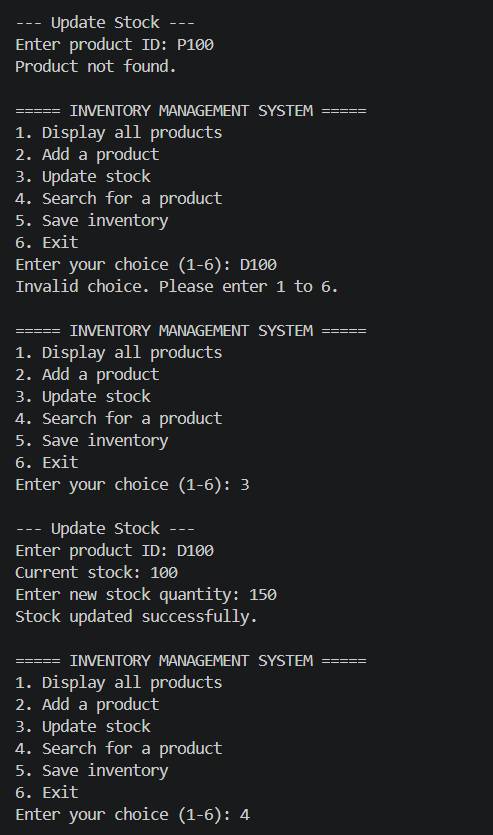 --- Update Stock ---
Enter product ID: P100
Product not found.

===== INVENTORY MANAGEMENT SYSTEM =====
1. Display all products
2. Add a product
3. Update stock
4. Search for a product
5. Save inventory
6. Exit
Enter your choice (1-6): D100
Invalid choice. Please enter 1 to 6.

===== INVENTORY MANAGEMENT SYSTEM =====
1. Display all products
2. Add a product
3. Update stock
4. Search for a product
5. Save inventory
6. Exit
Enter your choice (1-6): 3

--- Update Stock ---
Enter product ID: D100
Current stock: 100
Enter new stock quantity: 150
Stock updated successfully.

===== INVENTORY MANAGEMENT SYSTEM =====
1. Display all products
2. Add a product
3. Update stock
4. Search for a product
5. Save inventory
6. Exit
Enter your choice (1-6): 4